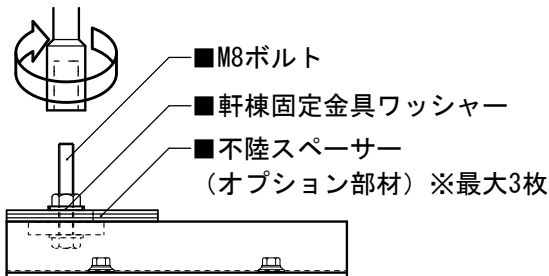 ■M8ボルト
■軒棟固定金具ワッシャー
■不陸スペーサー
（オプション部材）※最大3枚